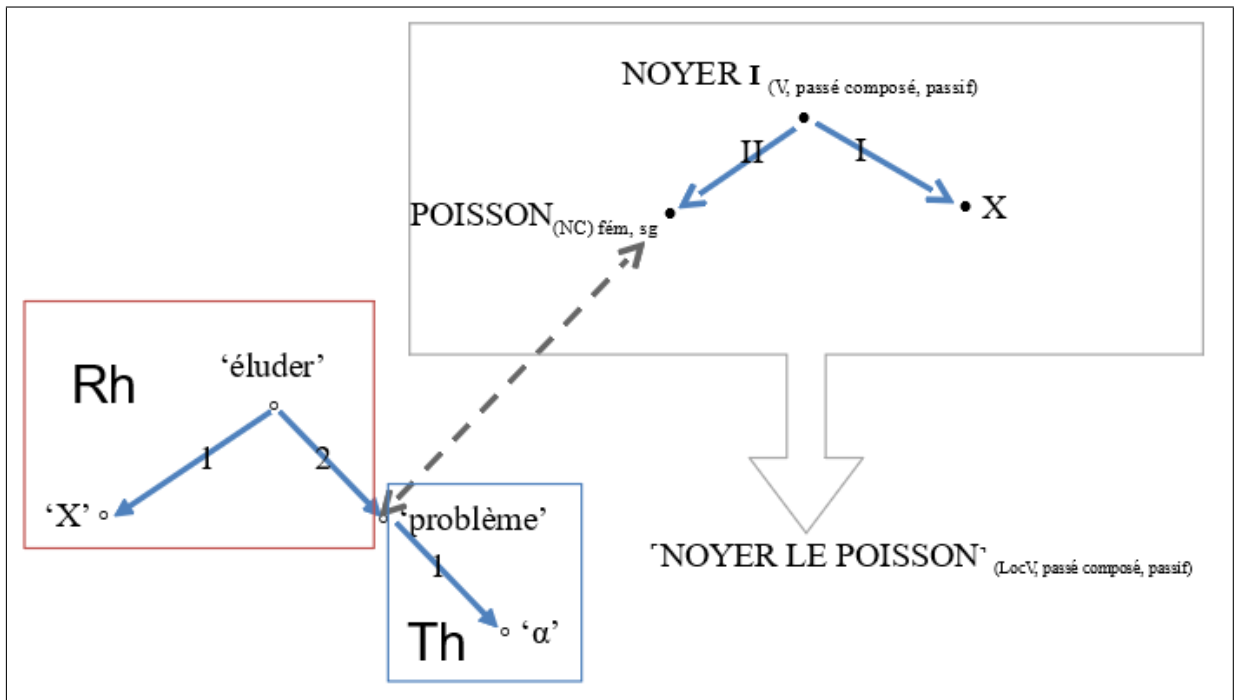 NOYER I (V, passé composé, passif)
II
I
POISSON(NC) fém, sg
X
Rh
‘éluder’
1
2
‘X’
‘problème’
1
Th
‘α’
⌜NOYER LE POISSON⌝ (LocV, passé composé, passif)